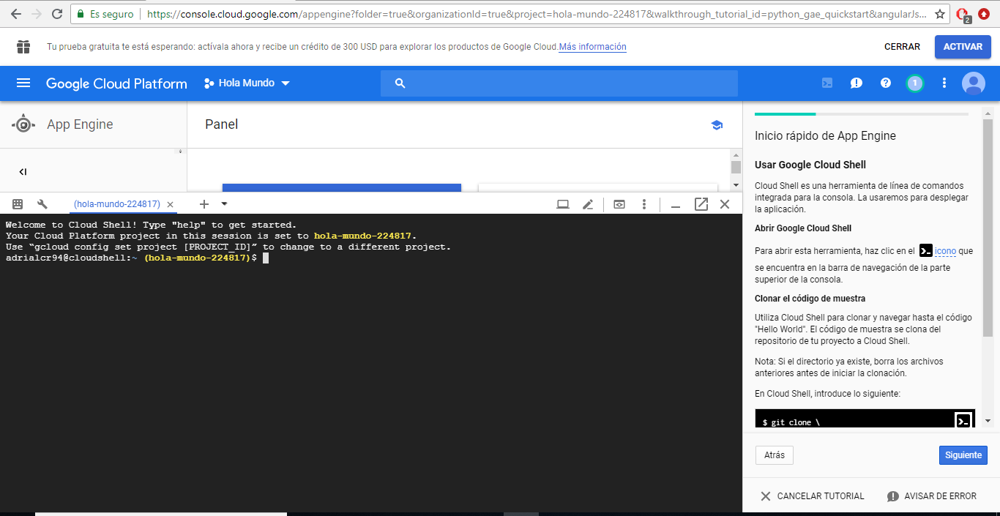 Es seguro
https://console.cloud.google.com/appengine?folder=true&organizationId=true&project=hola-mundo-224817&walkthrough_tutorial_id=python_gae_quickstart&angularJs...
2
Tu prueba gratuita te está esperando: actívala ahora y recibe un crédito de 300 USD para explorar los productos de Google Cloud. Más información
CERRAR
ACTIVAR
Google Cloud Platform
Hola Mundo
1
App Engine
Panel
(hola-mundo-224817)
Welcome to Cloud Shell! Type "help" to get started.
Your Cloud Platform project in this session is set to hola-mundo-224817.
Use “gcloud config set project [PROJECT_ID]” to change to a different project.
adrialcr94@cloudshell:~ (hola-mundo-224817)$
Inicio rápido de App Engine
Usar Google Cloud Shell
Cloud Shell es una herramienta de línea de comandos
integrada para la consola. La usaremos para desplegar
la aplicación.
Abrir Google Cloud Shell
Para abrir esta herramienta, haz clic en el icono que
se encuentra en la barra de navegación de la parte
superior de la consola.
Clonar el código de muestra
Utiliza Cloud Shell para clonar y navegar hasta el código
"Hello World". El código de muestra se clona del
repositorio de tu proyecto a Cloud Shell.
Nota: Si el directorio ya existe, borra los archivos
anteriores antes de iniciar la clonación.
En Cloud Shell, introduce lo siguiente:
$ git clone \
Atrás
Siguiente
CANCELAR TUTORIAL
AVISAR DE ERROR